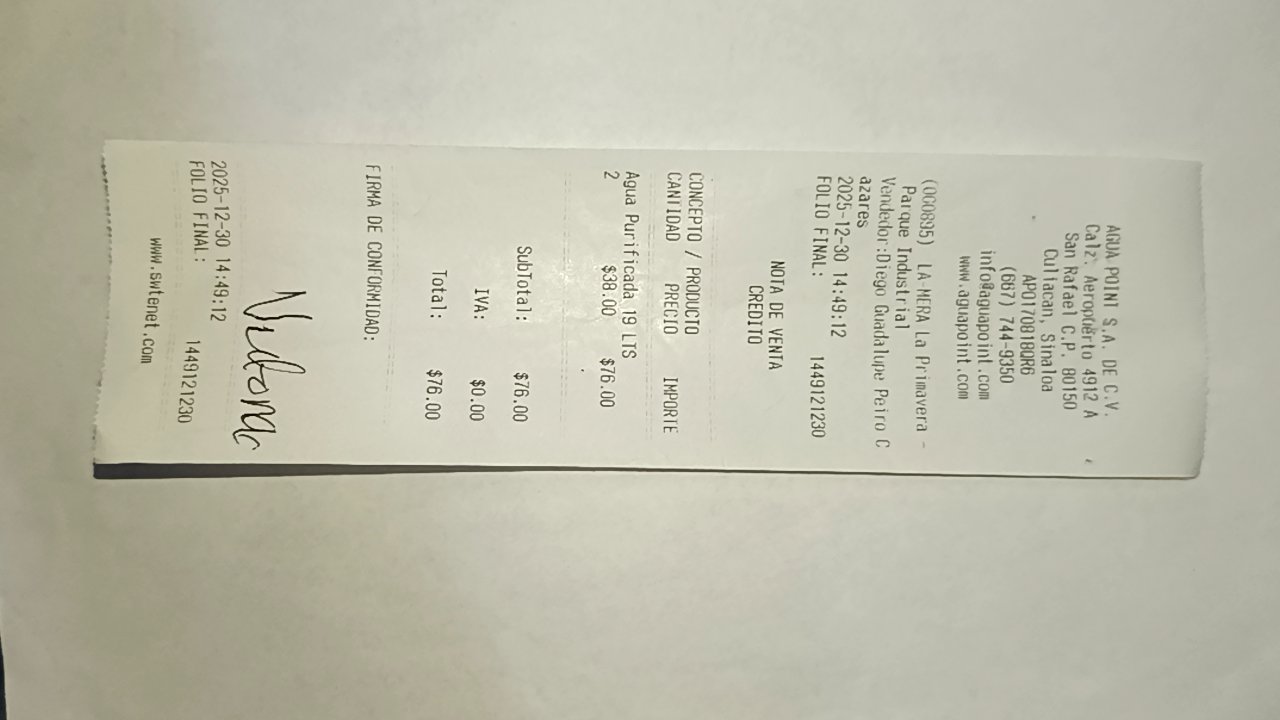 AGUA POINT S.A. DE C.V.
Calz. Aeropuerto 4912 A
San Rafael C.P. 80150
Culiacan, Sinaloa
APO170818QR6
(667) 744-9350
info@aguapoint.com
www.aguapoint.com
(000895) LA-MERA La Primavera -
Parque Industrial
Vendedor:Diego Guadalupe Peiro C
azares
2025-12-30 14:49:12
FOLIO FINAL: 1449121230
NOTA DE VENTA
CREDITO
CONCEPTO / PRODUCTO
CANTIDAD PRECIO IMPORTE
Agua Purificada 19 LTS
2 $38.00 $76.00
SubTotal: $76.00
IVA: $0.00
Total: $76.00
FIRMA DE CONFORMIDAD:
2025-12-30 14:49:12
FOLIO FINAL: 1449121230
www.swtenet.com